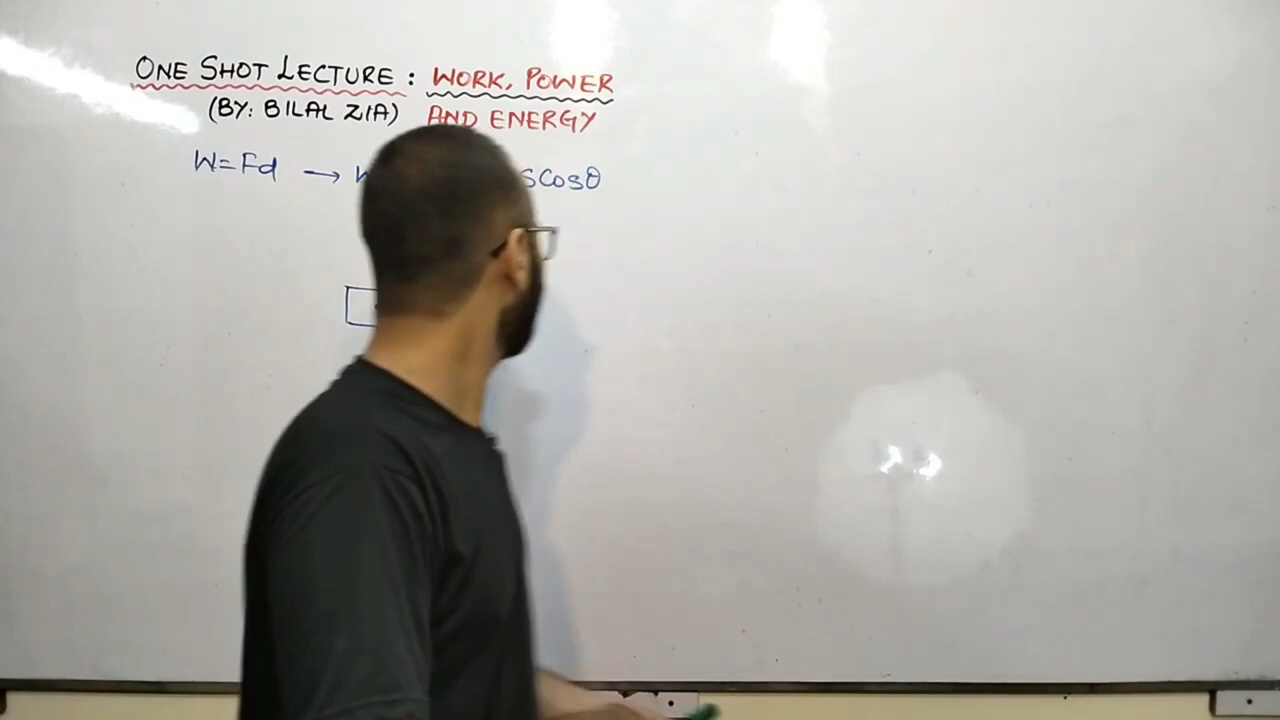 ONE SHOT LECTURE : WORK, POWER
(BY: BILAL ZIA) AND ENERGY
W=Fd → W SCosθ